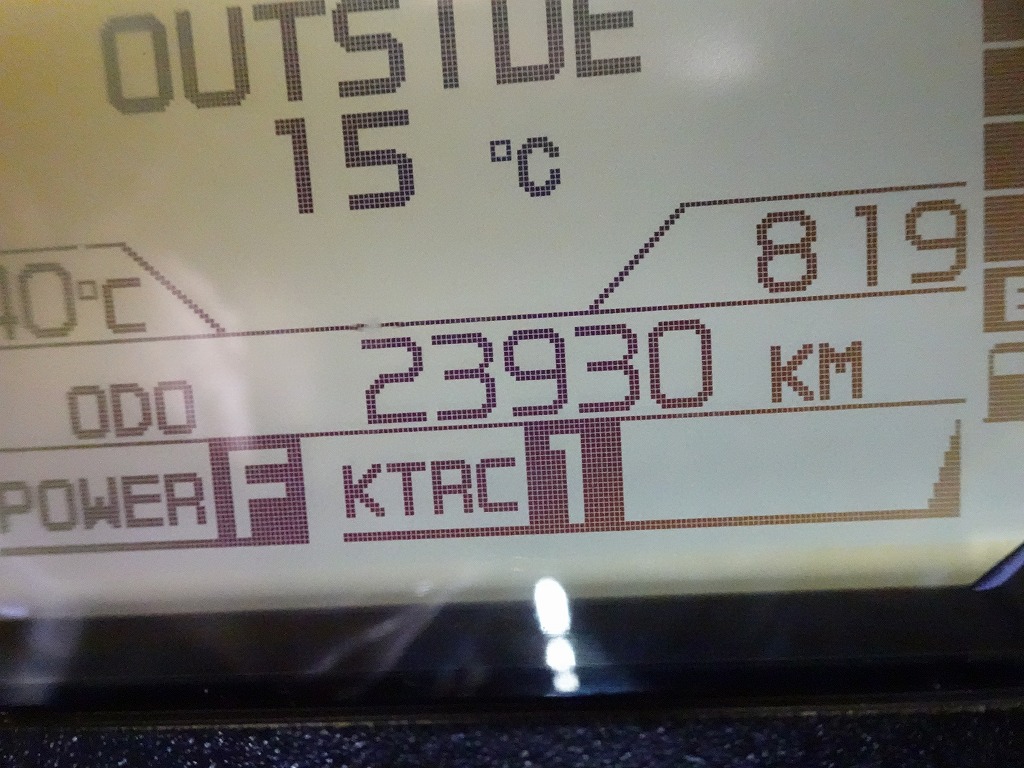 OUTSIDE
15 °C
40°C
819
ODO 23930 KM
POWER F KTRC 1